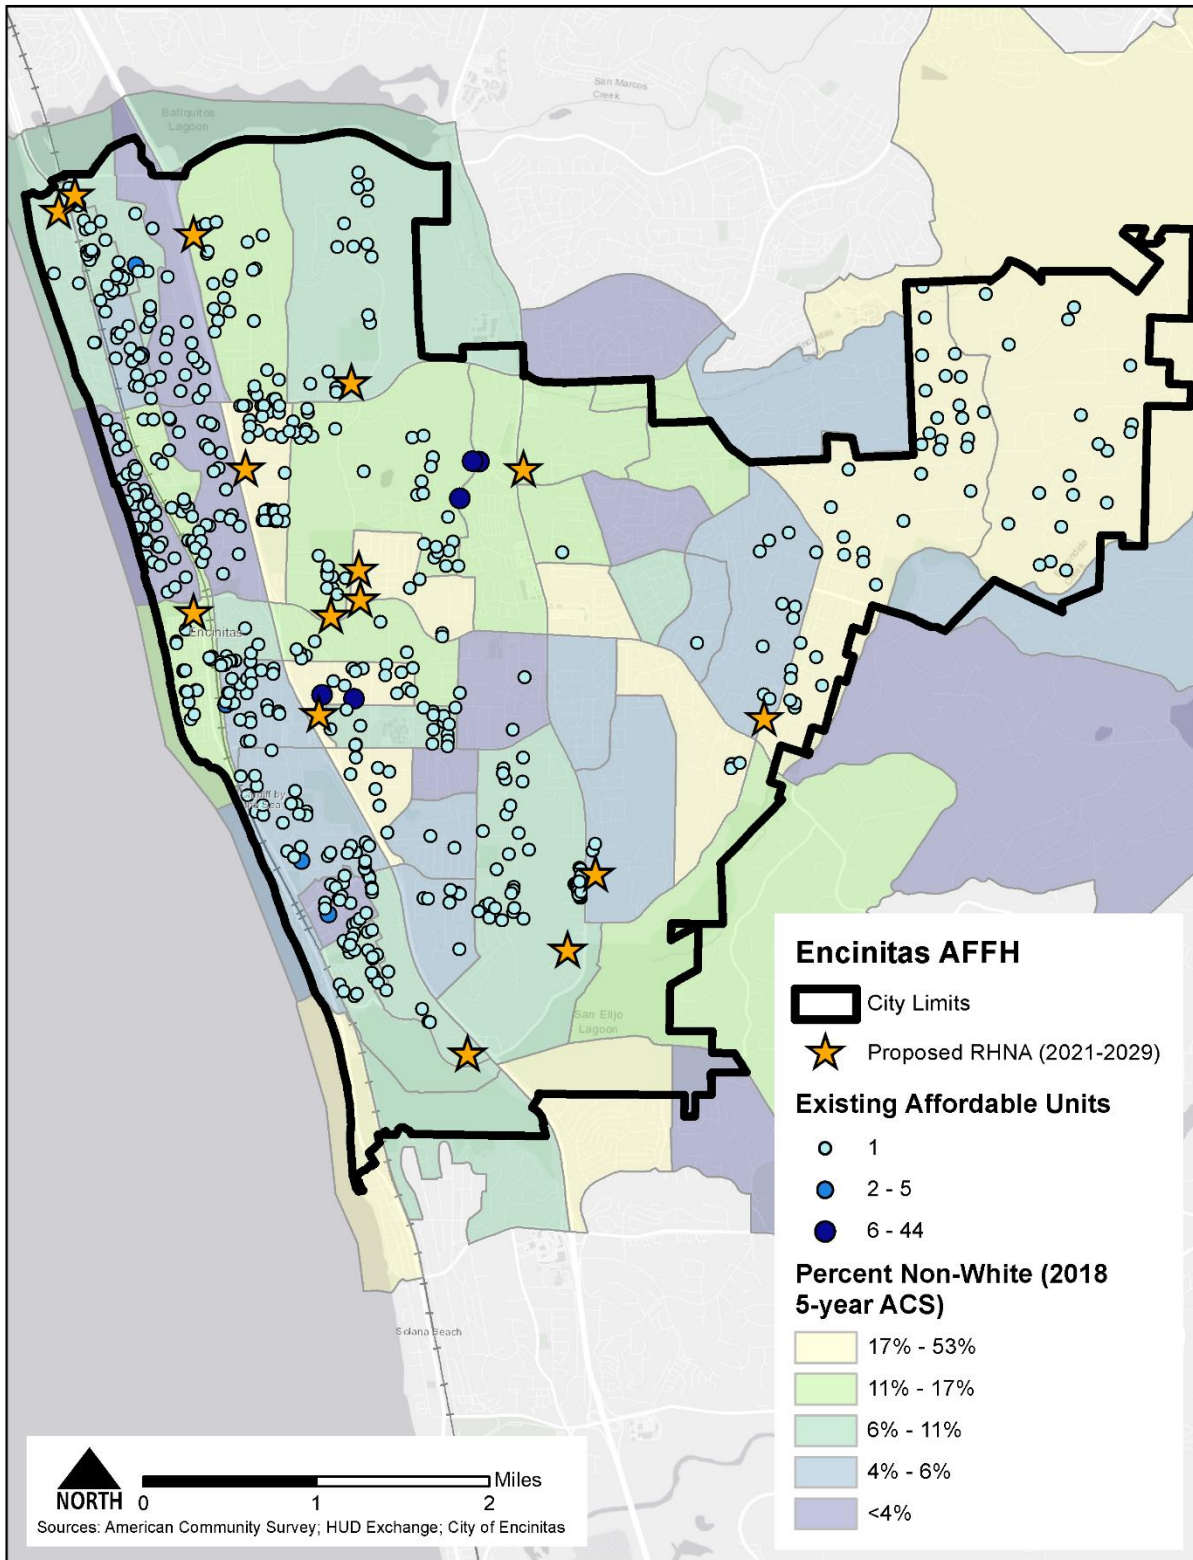 San Marcos
Creek
Batiquitos
Lagoon
Encinitas
Cardiff by
the Sea
San Elijo
Lagoon
Solana Beach
Encinitas AFFH
City Limits
Proposed RHNA (2021-2029)
Existing Affordable Units
1
2 - 5
6 - 44
Percent Non-White (2018
5-year ACS)
17% - 53%
11% - 17%
6% - 11%
4% - 6%
<4%
NORTH
0 1 2 Miles
Sources: American Community Survey; HUD Exchange; City of Encinitas